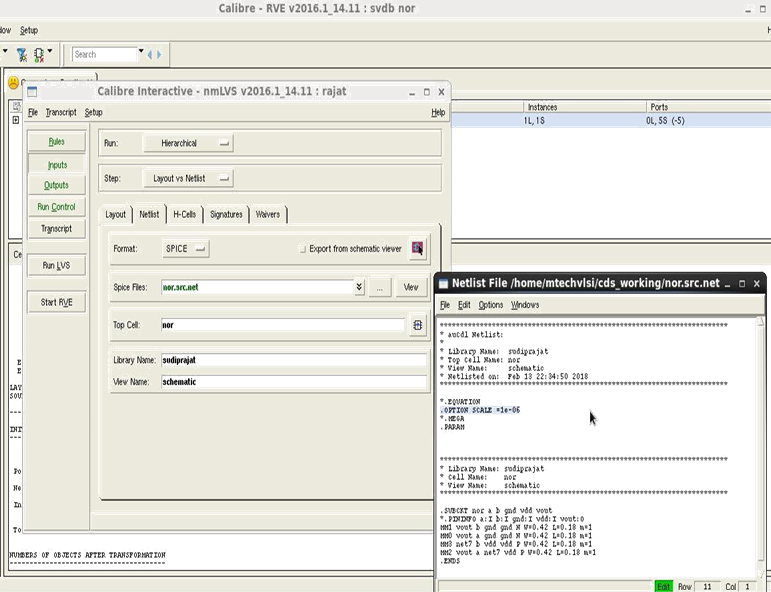 Calibre - RVE v2016.1_14.11 : svdb nor
Setup
Search
Instances
Ports
1L, 1S
0L, 5S (-5)
Calibre Interactive - nmLVS v2016.1_14.11 : rajat
File Transcript Setup
Help
Rules
Inputs
Outputs
Run Control
Transcript
Run LVS
Start RVE
Run: Hierarchical
Step: Layout vs Netlist
Layout Netlist H-Cells Signatures Waivers
Format: SPICE
Export from schematic viewer
Spice Files: nor.src.net
... View
Top Cell: nor
Library Name: sudiprajat
View Name: schematic
NUMBERS OF OBJECTS AFTER TRANSFORMATION
Netlist File /home/mtechvlsi/cds_working/nor.src.net
File Edit Options Windows
* auCdl Netlist:
*
* Library Name: sudiprajat
* Top Cell Name: nor
* View Name: schematic
* Netlisted on: Feb 13 22:34:50 2018
*.EQUATION
.OPTION SCALE =1e-06
*.MEGA
.PARAM
* Library Name: sudiprajat
* Cell Name: nor
* View Name: schematic
.SUBCKT nor a b gnd vdd vout
*.PININFO a:I b:I gnd:I vdd:I vout:O
MM1 vout b gnd gnd N W=0.42 L=0.18 m=1
MM0 vout a gnd gnd N W=0.42 L=0.18 m=1
MM3 net7 b vdd vdd P W=0.42 L=0.18 m=1
MM2 vout a net7 vdd P W=0.42 L=0.18 m=1
.ENDS
Edit Row 11 Col 1